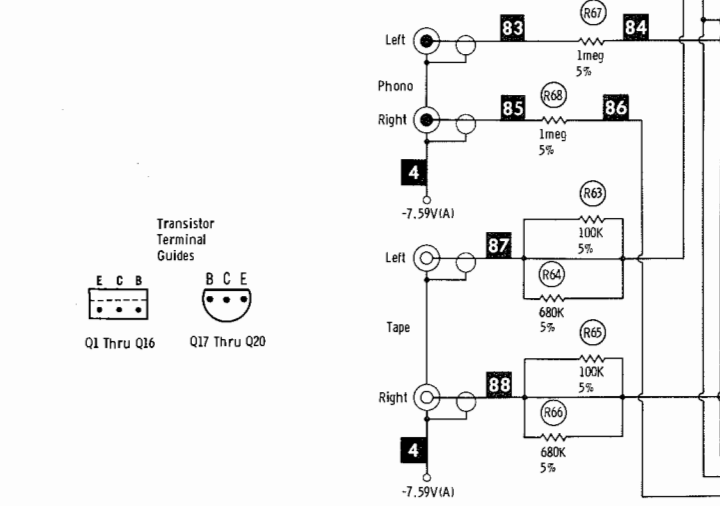 R67
83
84
Left
1meg
5%
Phono
R68
85
86
Right
1meg
5%
4
-7.59V(A)
R63
100K
5%
Transistor
Terminal
Guides
87
Left
R64
E C B
B C E
680K
5%
Q1 Thru Q16
Q17 Thru Q20
Tape
R65
100K
5%
88
Right
R66
680K
5%
4
-7.59V(A)